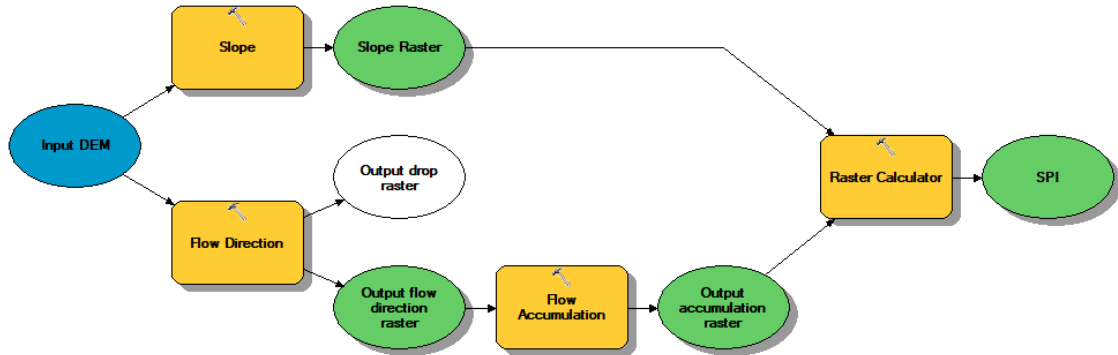 Slope
Slope Raster
Input DEM
Output drop
raster
Raster Calculator
SPI
Flow Direction
Output flow
direction
raster
Flow
Accumulation
Output
accumulation
raster